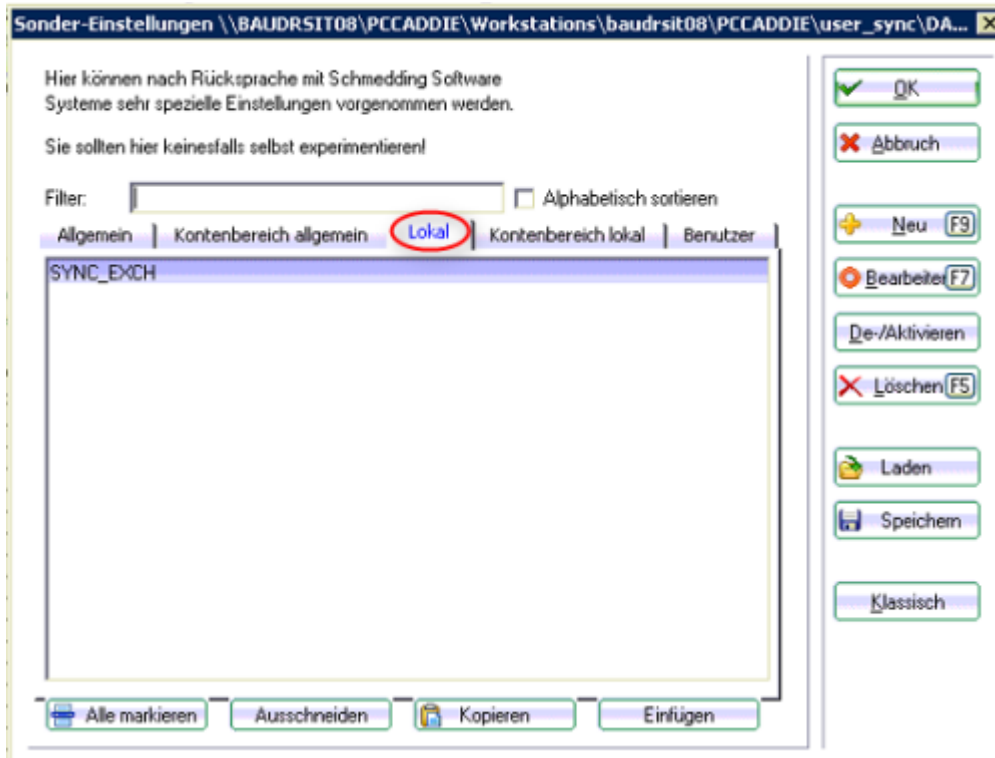 Sonder-Einstellungen \\BAUDRSIT08\PCCADDIE\Workstations\baudrsit08\PCCADDIE\user_sync\DA...
Hier können nach Rücksprache mit Schmedding Software
Systeme sehr spezielle Einstellungen vorgenommen werden.
Sie sollten hier keinesfalls selbst experimentieren!
Filter:
Alphabetisch sortieren
Allgemein Kontenbereich allgemein Lokal Kontenbereich lokal Benutzer
SYNC_EXCH
Alle markieren Ausschneiden Kopieren Einfügen
OK
Abbruch
Neu F9
Bearbeiten F7
De-/Aktivieren
Löschen F5
Laden
Speichern
Klassisch